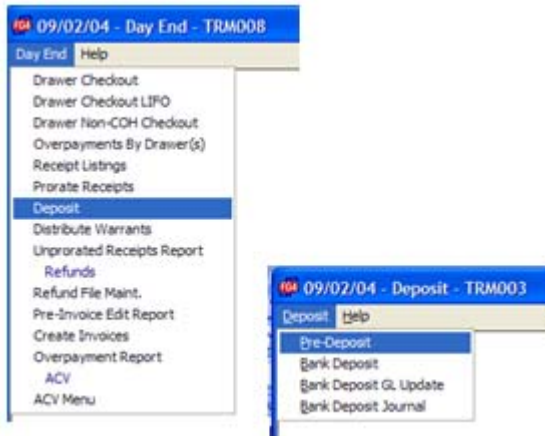 09/02/04 - Day End - TRM008
Day End Help
Drawer Checkout
Drawer Checkout LIFO
Drawer Non-COH Checkout
Overpayments By Drawer(s)
Receipt Listings
Prorate Receipts
Deposit
Distribute Warrants
Unprorated Receipts Report
Refunds
Refund File Maint.
Pre-Invoice Edit Report
Create Invoices
Overpayment Report
ACV
ACV Menu
09/02/04 - Deposit - TRM003
Deposit Help
Pre-Deposit
Bank Deposit
Bank Deposit GL Update
Bank Deposit Journal